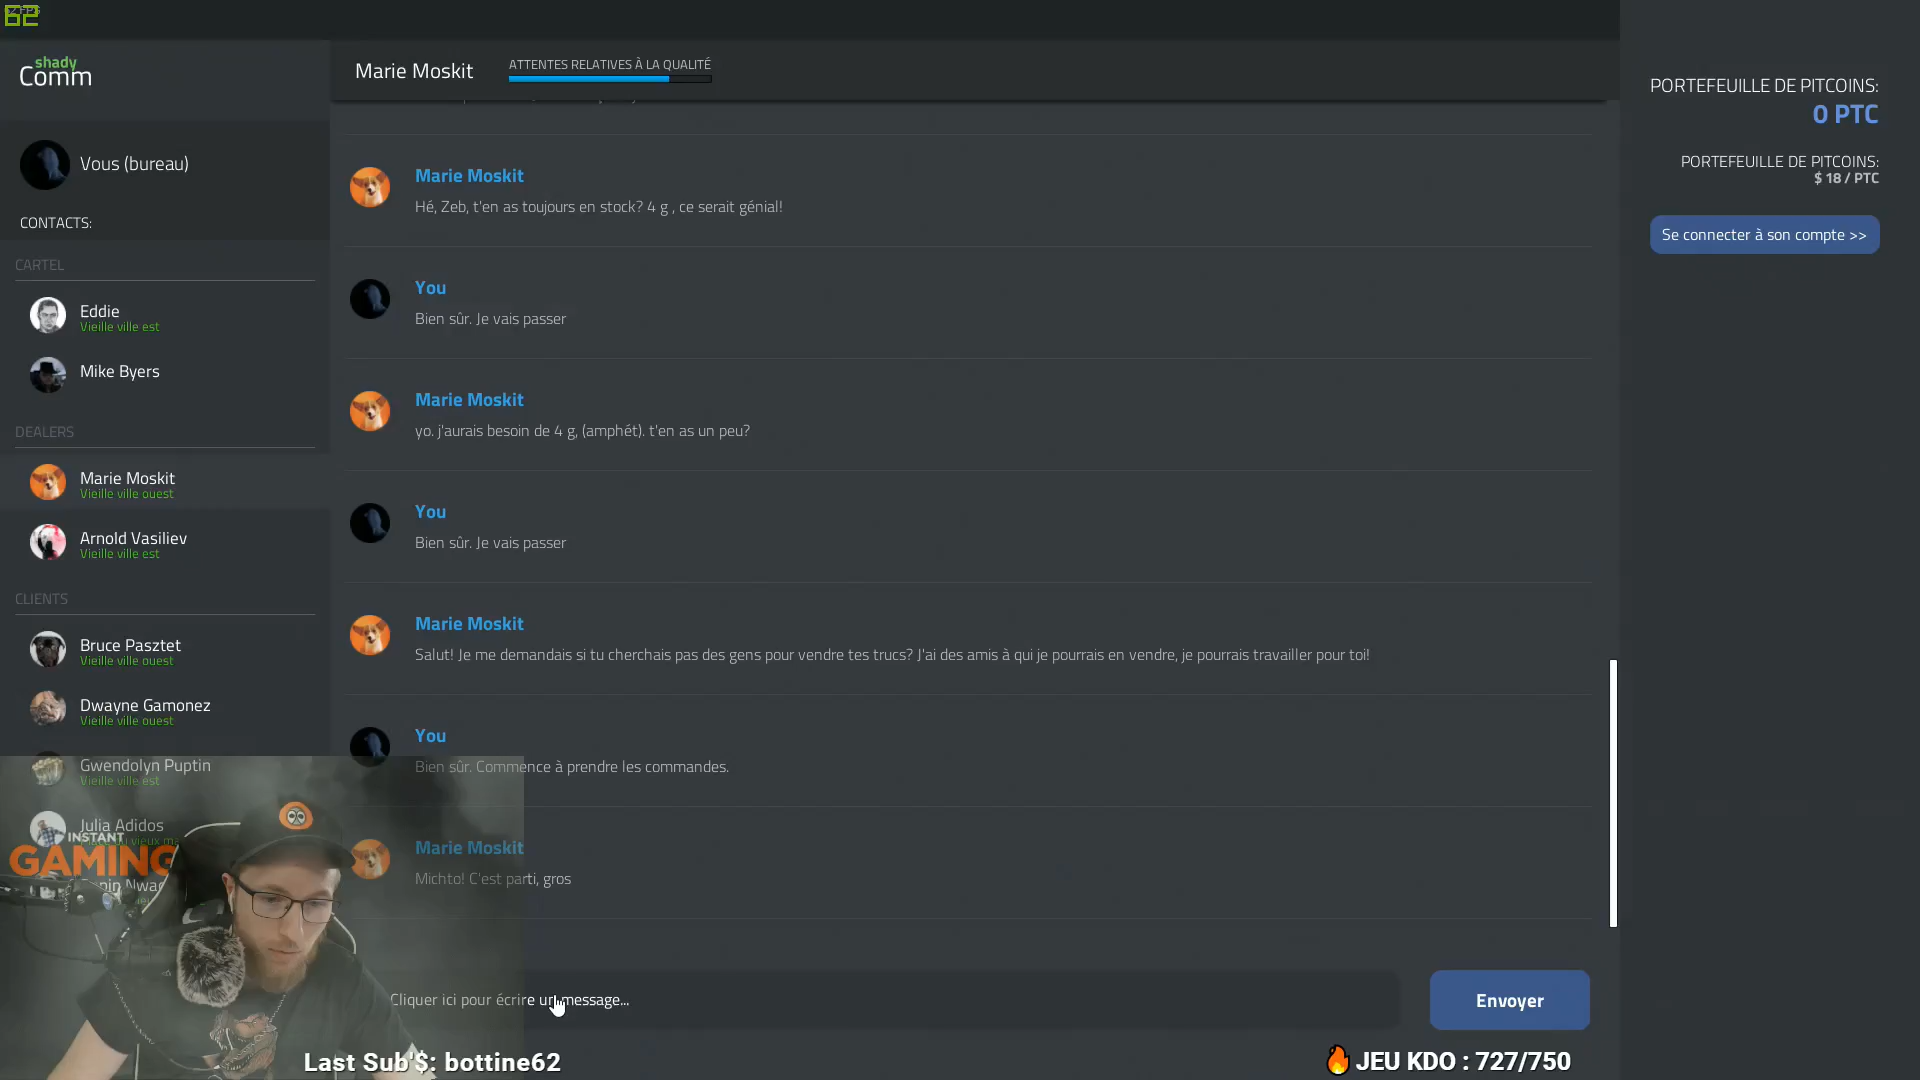 62 FPS
62
shady
Comm
Marie Moskit
ATTENTES RELATIVES À LA QUALITÉ
PORTEFEUILLE DE PITCOINS:
0 PTC
PORTEFEUILLE DE PITCOINS:
$ 18 / PTC
Se connecter à son compte >>
Vous (bureau)
CONTACTS:
CARTEL
Eddie
Vieille ville est
Mike Byers
DEALERS
Marie Moskit
Vieille ville ouest
Arnold Vasiliev
Vieille ville est
CLIENTS
Bruce Pasztet
Vieille ville ouest
Dwayne Gamonez
Vieille ville ouest
Gwendolyn Puptin
Vieille ville est
Julia Adidos
Marie Moskit
Hé, Zeb, t'en as toujours en stock? 4 g , ce serait génial!
You
Bien sûr. Je vais passer
Marie Moskit
yo. j'aurais besoin de 4 g, (amphét). t'en as un peu?
You
Bien sûr. Je vais passer
Marie Moskit
Salut! Je me demandais si tu cherchais pas des gens pour vendre tes trucs? J'ai des amis à qui je pourrais en vendre, je pourrais travailler pour toi!
You
Bien sûr. Commence à prendre les commandes.
Marie Moskit
Michto! C'est parti, gros
Cliquer ici pour écrire un message...
Envoyer
INSTANT
GAMING
Last Sub'$: bottine62
JEU KDO : 727/750